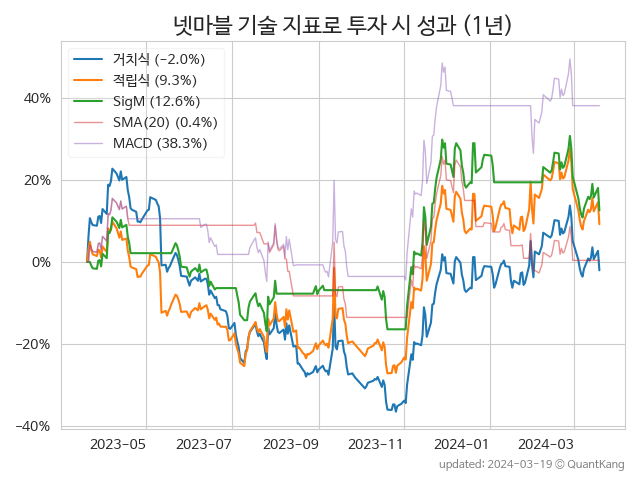 넷마블 기술 지표로 투자 시 성과 (1년)
거치식 (−2.0%)
적립식 (9.3%)
SigM (12.6%)
SMA(20) (0.4%)
MACD (38.3%)
40%
20%
0%
−20%
−40%
2023-05 2023-07 2023-09 2023-11 2024-01 2024-03
updated: 2024-03-19 © QuantKang